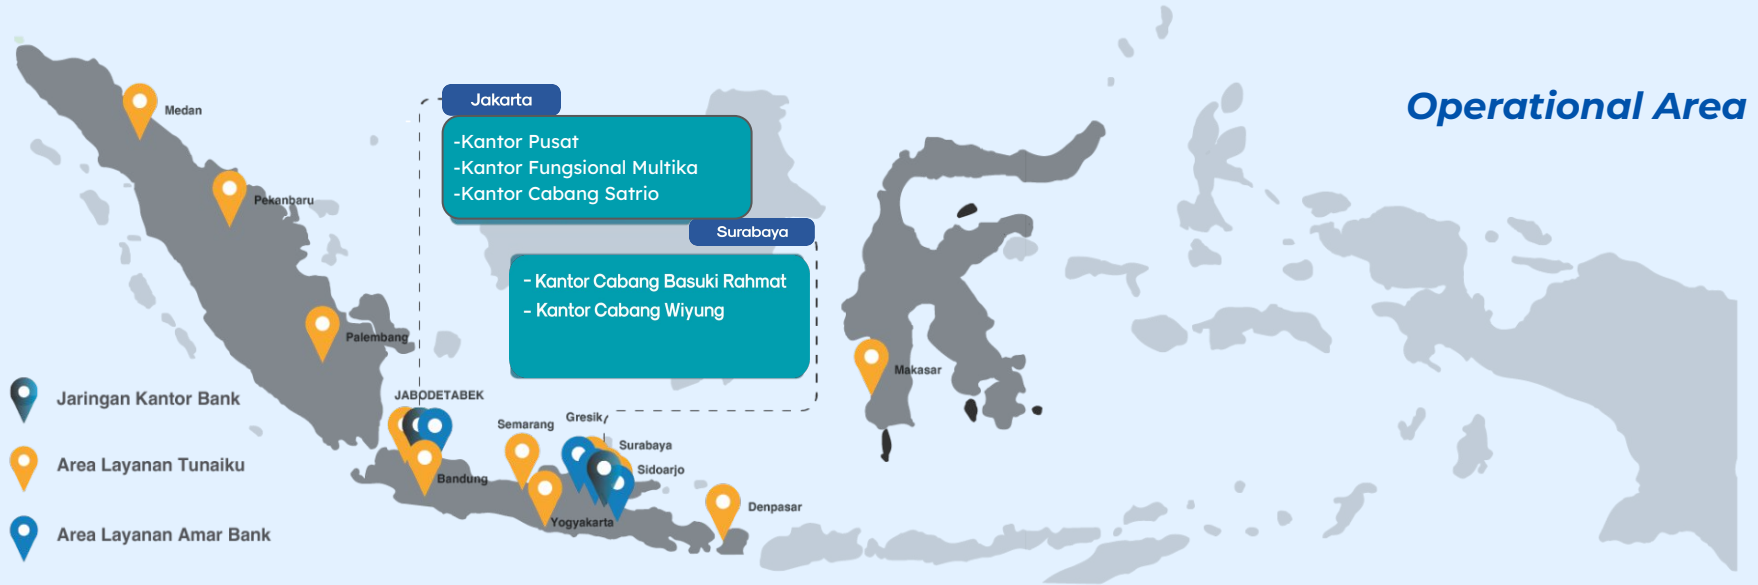 Operational Area
Medan
Jakarta
-Kantor Pusat
-Kantor Fungsional Multika
-Kantor Cabang Satrio
Pekanbaru
Surabaya
- Kantor Cabang Basuki Rahmat
- Kantor Cabang Wiyung
Palembang
Makasar
Jaringan Kantor Bank
JABODETABEK
Semarang
Gresik
Surabaya
Sidoarjo
Area Layanan Tunaiku
Bandung
Yogyakarta
Denpasar
Area Layanan Amar Bank